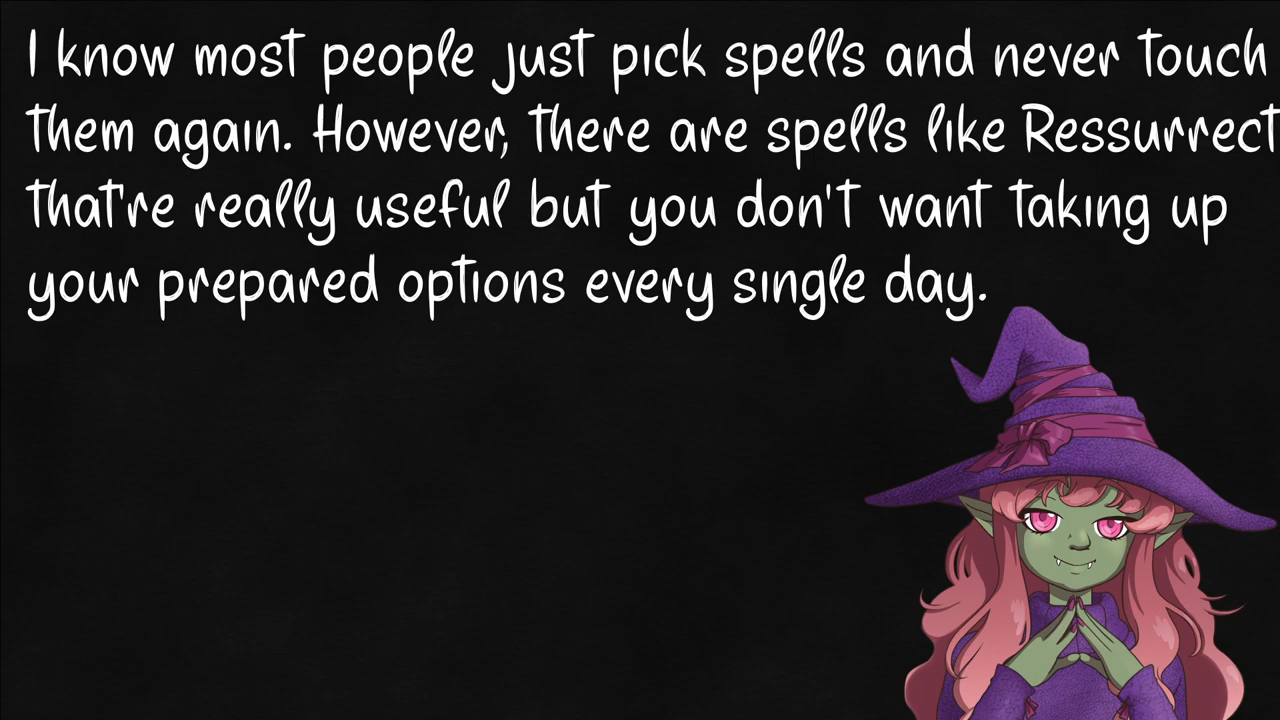 I know most people just pick spells and never touch
them again. However, there are spells like Ressurrect
that're really useful but you don't want taking up
your prepared options every single day.